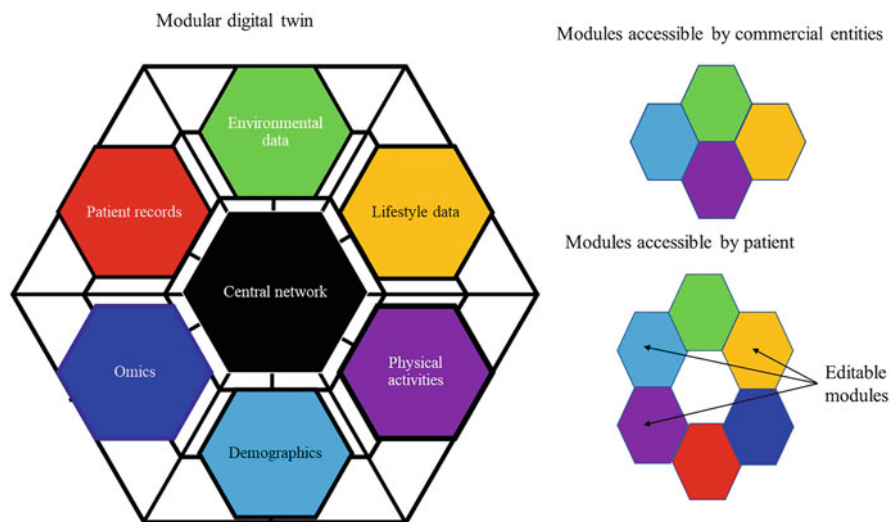 Modular digital twin
Environmental
data
Patient records
Lifestyle data
Central network
Omics
Physical
activities
Demographics
Modules accessible by commercial entities
Modules accessible by patient
Editable
modules